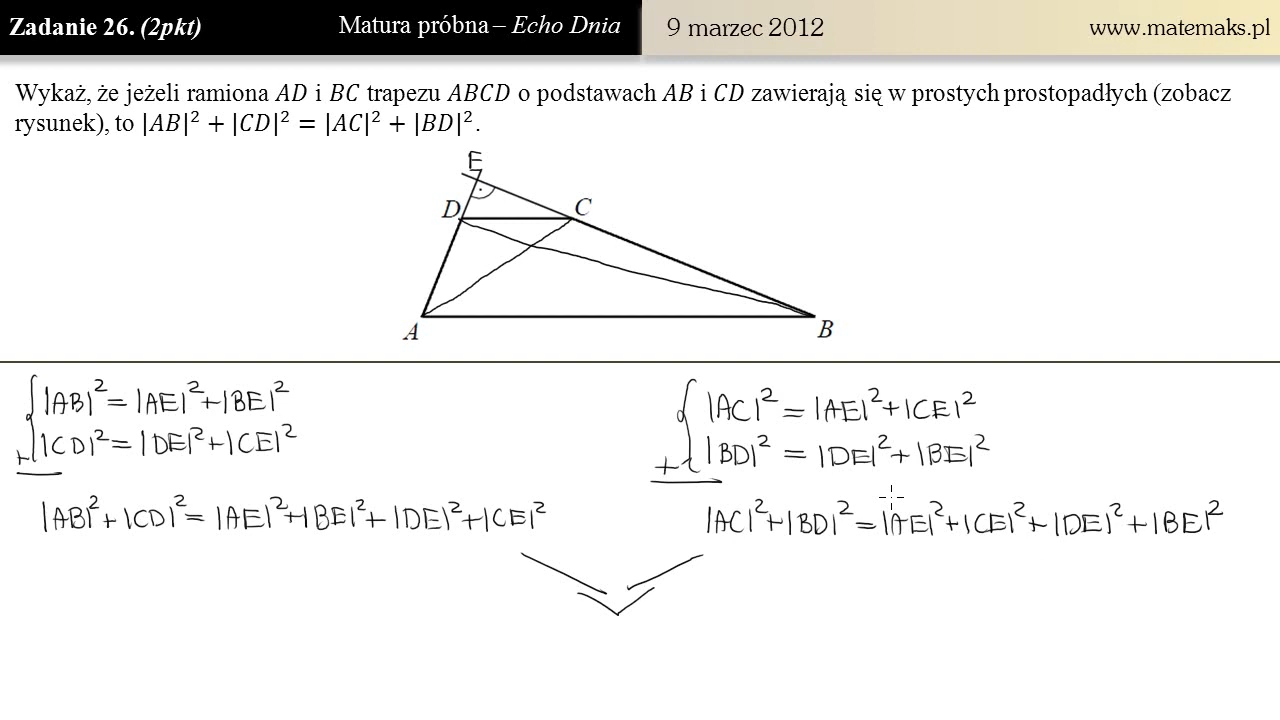 Zadanie 26. (2pkt) Matura próbna – Echo Dnia 9 marzec 2012 www.matemaks.pl
Wykaż, że jeżeli ramiona AD i BC trapezu ABCD o podstawach AB i CD zawierają się w prostych prostopadłych (zobacz
rysunek), to |AB|² + |CD|² = |AC|² + |BD|².
E
D C
A B
|AB|² = |AE|² + |BE|²
+ |CD|² = |DE|² + |CE|²
|AB|² + |CD|² = |AE|² + |BE|² + |DE|² + |CE|²
|AC|² = |AE|² + |CE|²
+ |BD|² = |DE|² + |BE|²
|AC|² + |BD|² = |AE|² + |CE|² + |DE|² + |BE|²